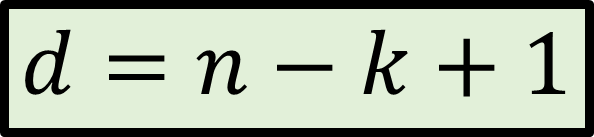 d = n − k + 1